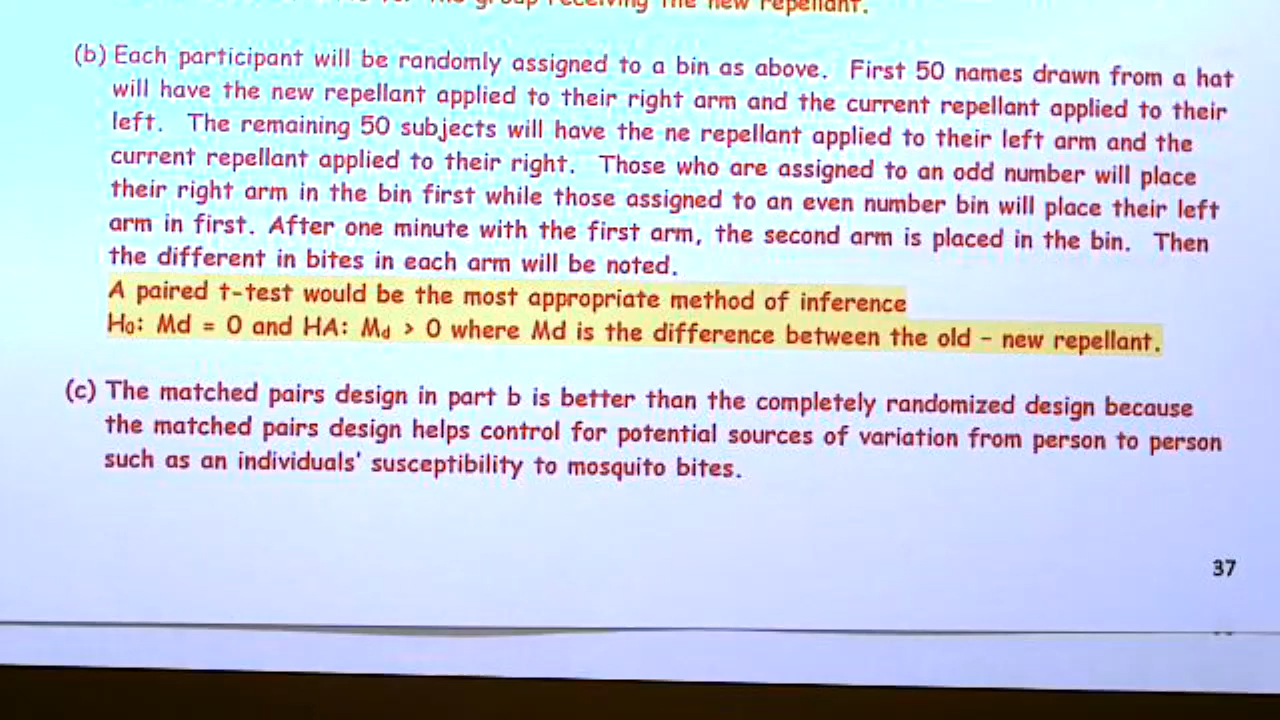 the group receiving the new repellant.
(b) Each participant will be randomly assigned to a bin as above. First 50 names drawn from a hat
will have the new repellant applied to their right arm and the current repellant applied to their
left. The remaining 50 subjects will have the ne repellant applied to their left arm and the
current repellant applied to their right. Those who are assigned to an odd number will place
their right arm in the bin first while those assigned to an even number bin will place their left
arm in first. After one minute with the first arm, the second arm is placed in the bin. Then
the different in bites in each arm will be noted.
A paired t-test would be the most appropriate method of inference
H₀: Md = 0 and HA: Md > 0 where Md is the difference between the old - new repellant.
(c) The matched pairs design in part b is better than the completely randomized design because
the matched pairs design helps control for potential sources of variation from person to person
such as an individuals' susceptibility to mosquito bites.
37